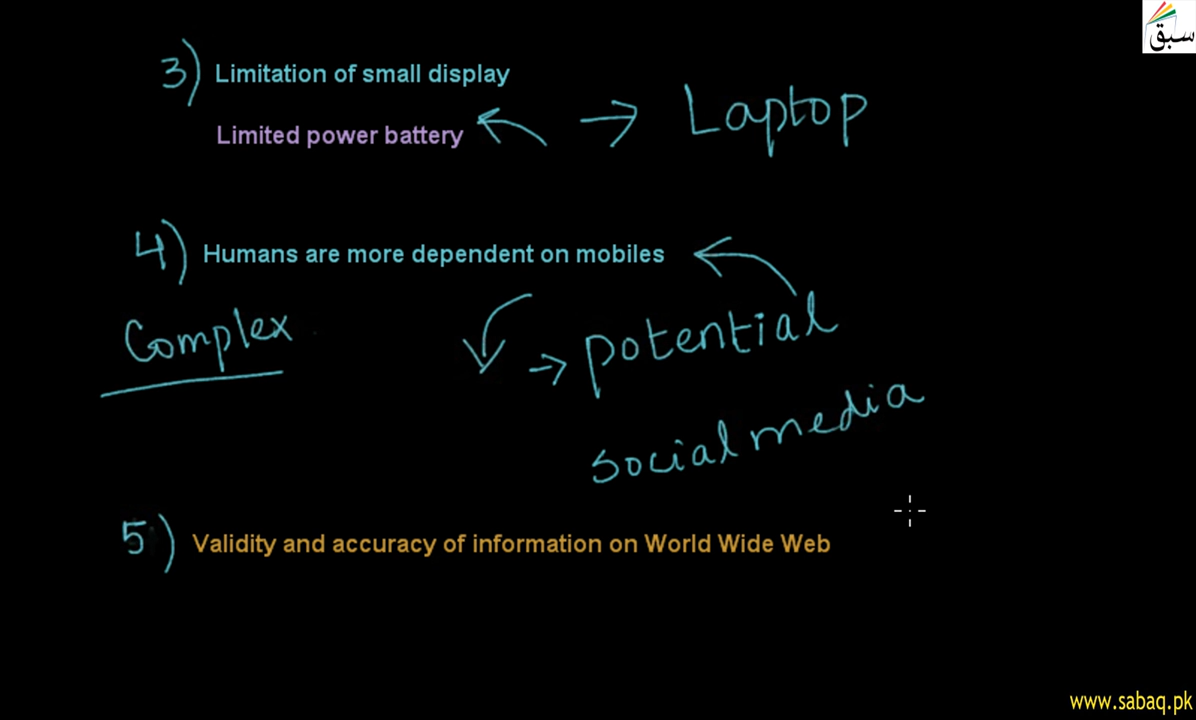 سبق
3) Limitation of small display
Limited power battery → Laptop
4) Humans are more dependent on mobiles
Complex
→ potential
social media
5) Validity and accuracy of information on World Wide Web
www.sabaq.pk